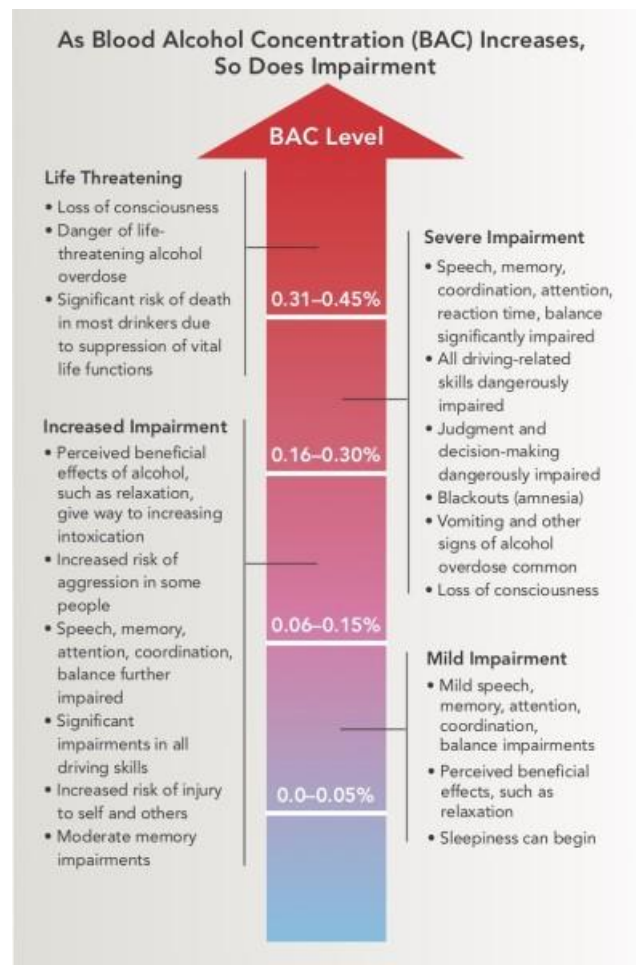 As Blood Alcohol Concentration (BAC) Increases,
So Does Impairment
BAC Level
Life Threatening
• Loss of consciousness
• Danger of life-
threatening alcohol
overdose
• Significant risk of death
in most drinkers due
to suppression of vital
life functions
0.31–0.45%
Severe Impairment
• Speech, memory,
coordination, attention,
reaction time, balance
significantly impaired
• All driving-related
skills dangerously
impaired
• Judgment and
decision-making
dangerously impaired
• Blackouts (amnesia)
• Vomiting and other
signs of alcohol
overdose common
• Loss of consciousness
0.16–0.30%
Increased Impairment
• Perceived beneficial
effects of alcohol,
such as relaxation,
give way to increasing
intoxication
• Increased risk of
aggression in some
people
• Speech, memory,
attention, coordination,
balance further
impaired
• Significant
impairments in all
driving skills
• Increased risk of injury
to self and others
• Moderate memory
impairments
0.06–0.15%
Mild Impairment
• Mild speech,
memory, attention,
coordination,
balance impairments
• Perceived beneficial
effects, such as
relaxation
• Sleepiness can begin
0.0–0.05%